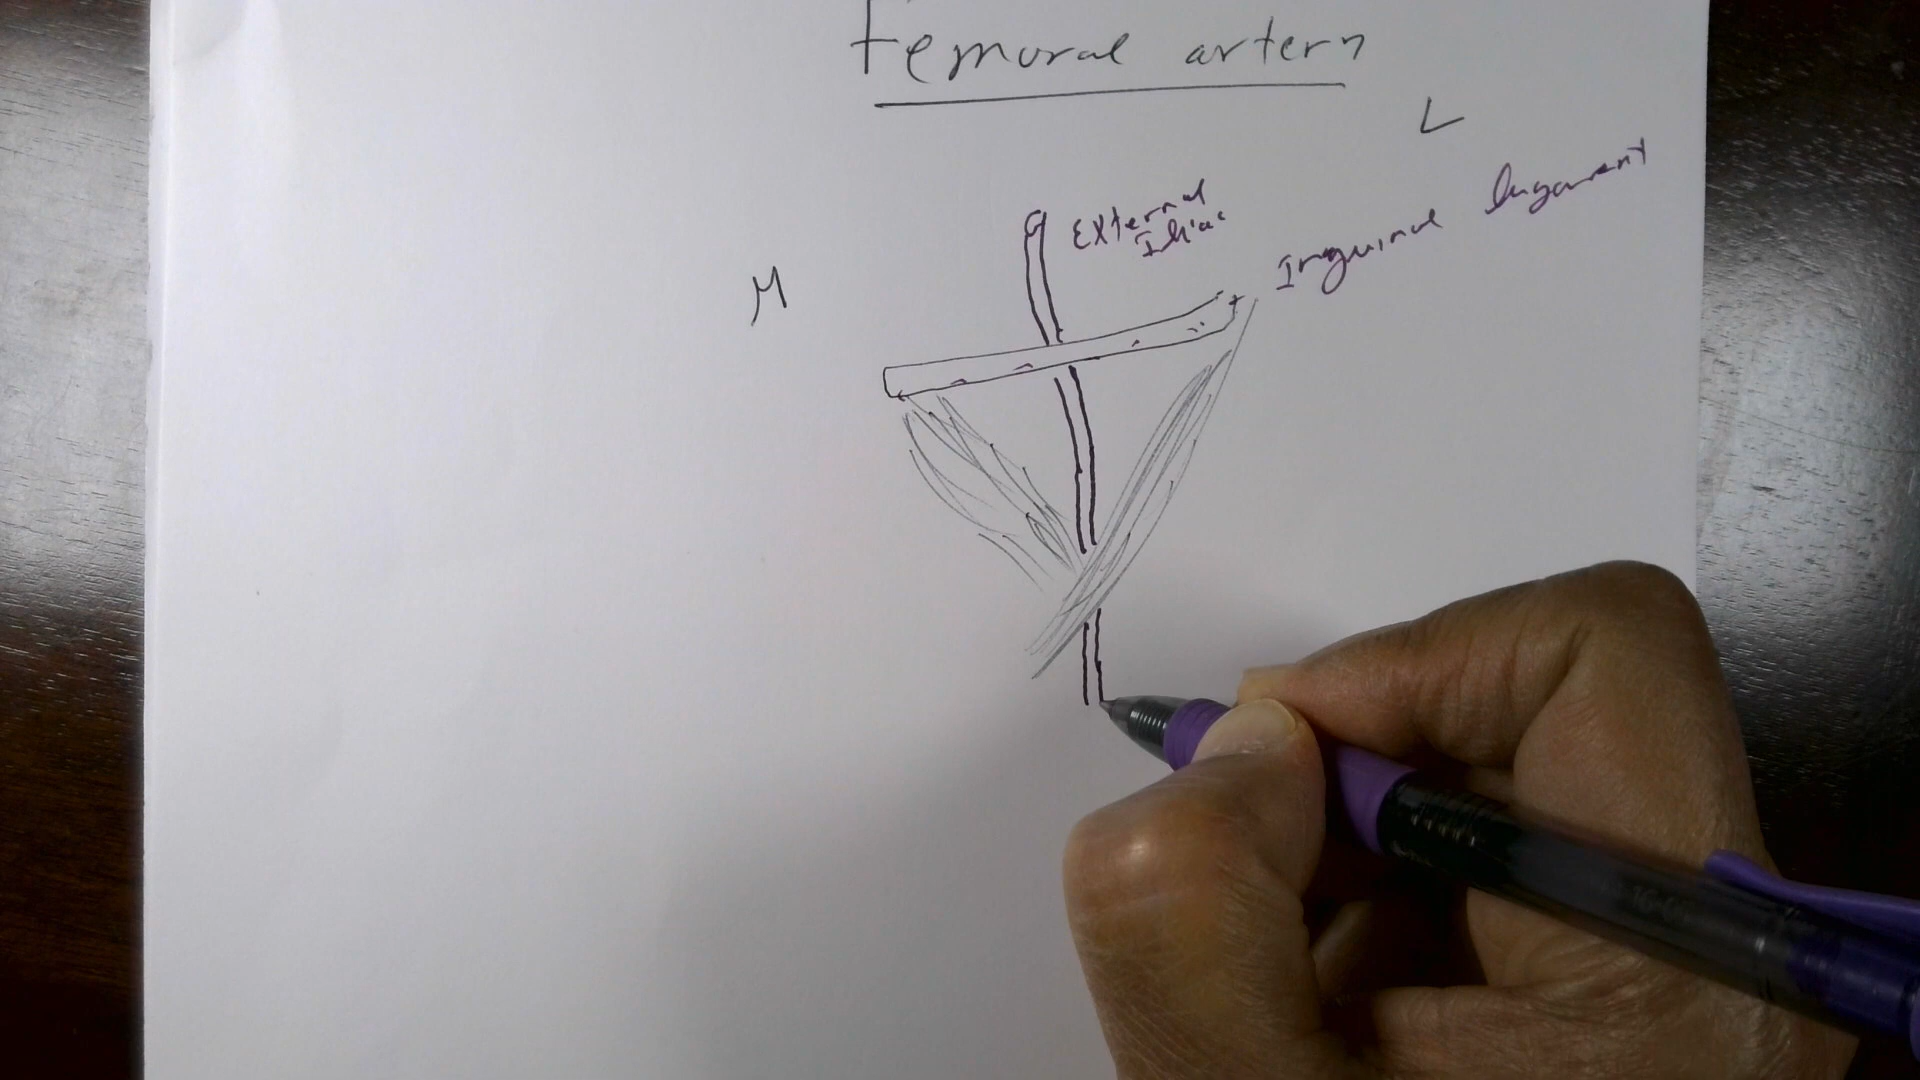 Femoral artery
L
External
Iliac
Inguinal ligament
M